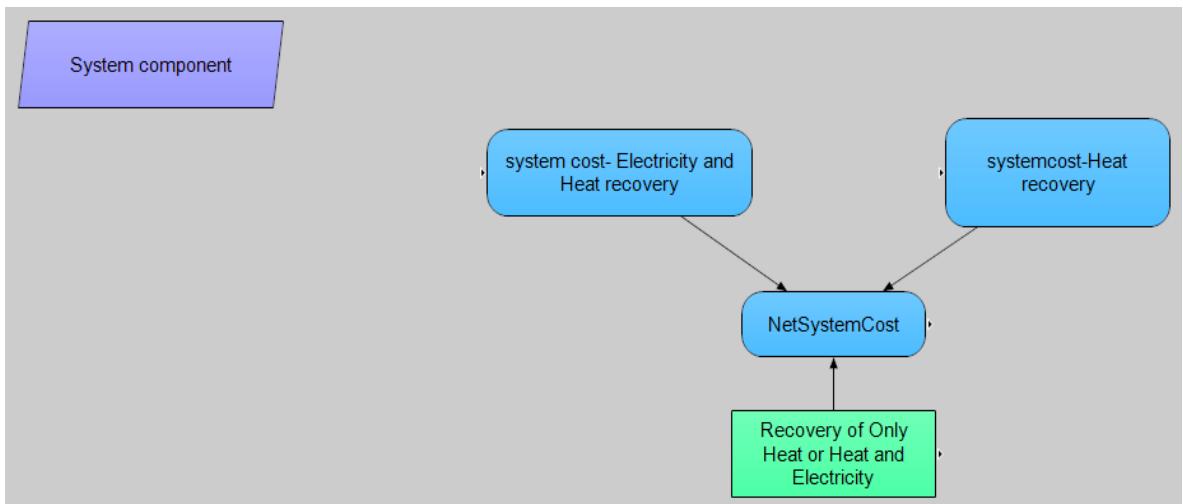 System component
system cost- Electricity and
Heat recovery
systemcost-Heat
recovery
NetSystemCost
Recovery of Only
Heat or Heat and
Electricity